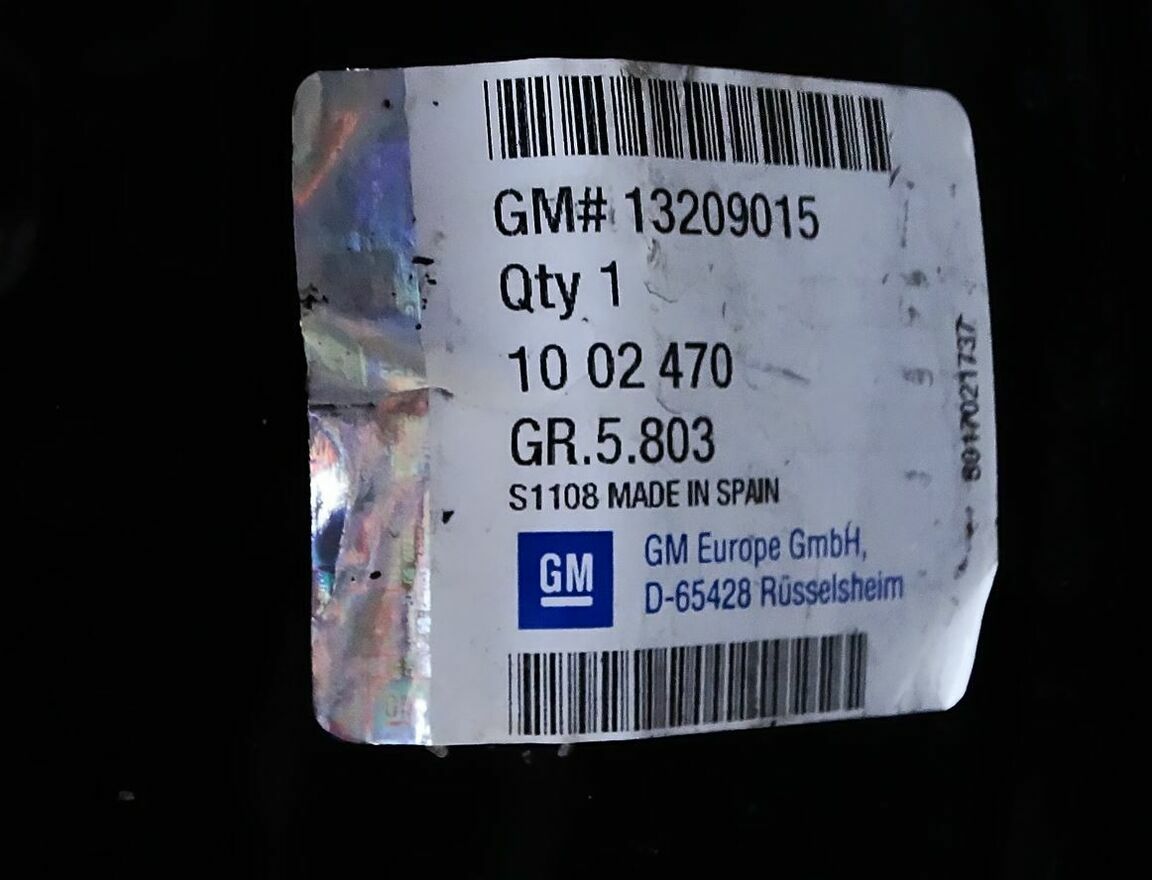 GM# 13209015
Qty 1
10 02 470
GR.5.803
S1108 MADE IN SPAIN
GM
GM Europe GmbH,
D-65428 Rüsselsheim